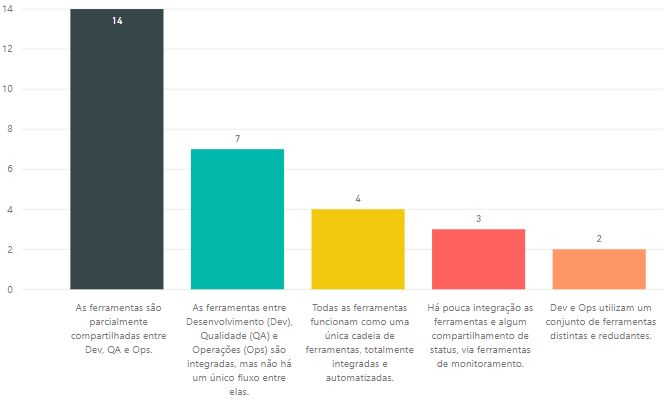 14
12
10
8
6
4
2
0
14
7
4
3
2
As ferramentas são
parcialmente
compartilhadas entre
Dev, QA e Ops.
As ferramentas entre
Desenvolvimento (Dev),
Qualidade (QA) e
Operações (Ops) são
integradas, mas não há
um único fluxo entre
elas.
Todas as ferramentas
funcionam como uma
única cadeia de
ferramentas, totalmente
integradas e
automatizadas.
Há pouca integração as
ferramentas e algum
compartilhamento de
status, via ferramentas
de monitoramento.
Dev e Ops utilizam um
conjunto de ferramentas
distintas e redudantes.